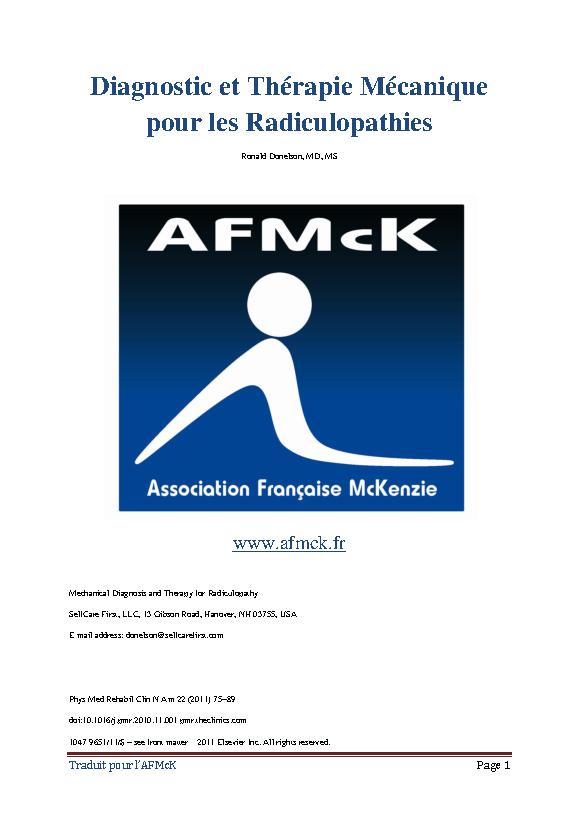 Diagnostic et Thérapie Mécanique
pour les Radiculopathies
Ronald Donelson, MD, MS
AFMcK
Association Française McKenzie
www.afmck.fr
Mechanical Diagnosis and Therapy for Radiculopathy
SelfCare First, LLC, 13 Gibson Road, Hanover, NH 03755, USA
E mail address: donelson@selfcarefirst.com
Phys Med Rehabil Clin N Am 22 (2011) 75–89
doi:10.1016/j.pmr.2010.11.001 pmr.theclinics.com
1047 9651/11/$ – see front matter 2011 Elsevier Inc. All rights reserved.
Traduit pour l'AFMcK Page 1